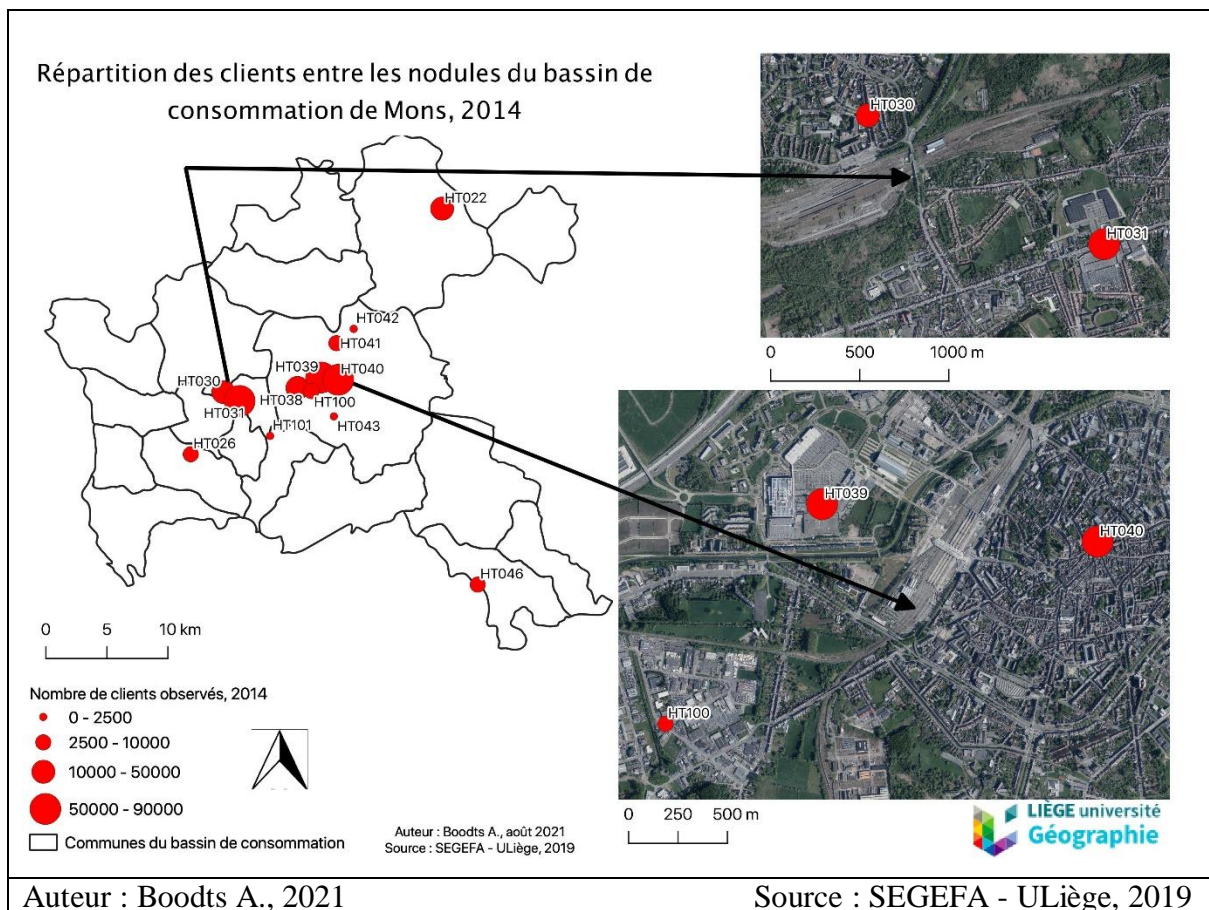 Répartition des clients entre les nodules du bassin de
consommation de Mons, 2014
HT022
HT042
HT041
HT039
HT040
HT030
HT038
HT100
HT031
HT101
HT043
HT026
HT046
0 5 10 km
Nombre de clients observés, 2014
0 - 2500
2500 - 10000
10000 - 50000
50000 - 90000
Communes du bassin de consommation
Auteur : Boodts A., août 2021
Source : SEGEFA - ULiège, 2019
HT030
HT031
0 500 1000 m
HT039
HT040
HT100
0 250 500 m
LIÈGE université
Géographie
Auteur : Boodts A., 2021 Source : SEGEFA - ULiège, 2019